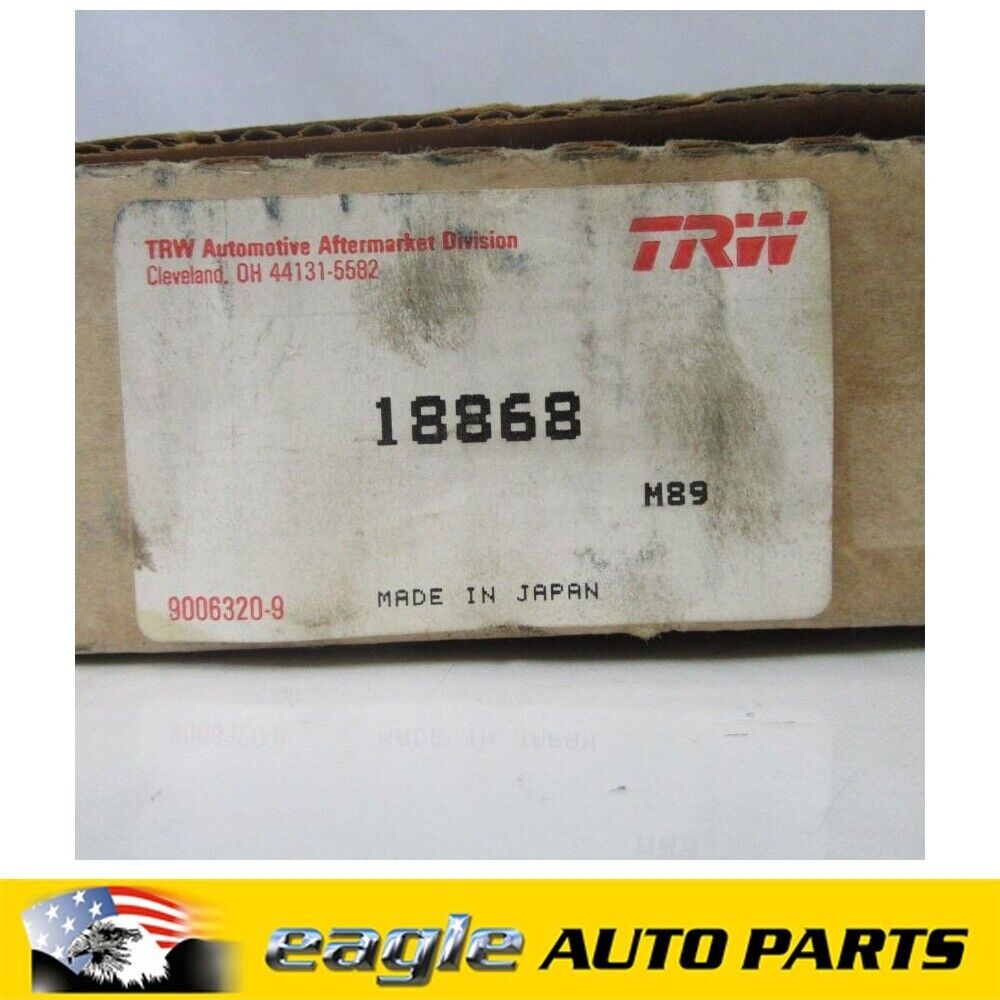 TRW Automotive Aftermarket Division
Cleveland, OH 44131-5582
TRW
18868
M89
9006320-9
MADE IN JAPAN
eagle AUTO PARTS